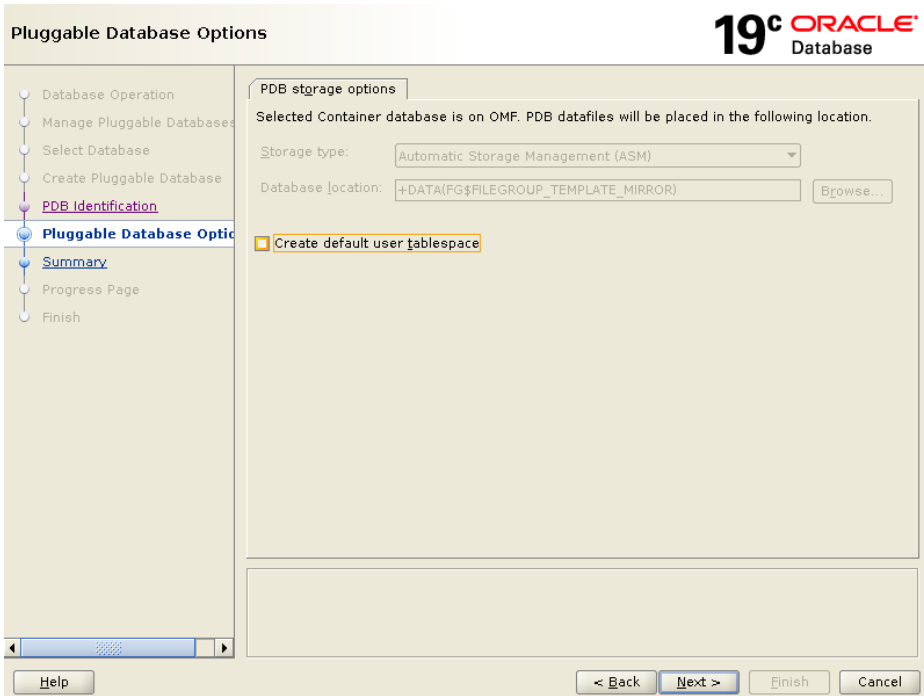 Pluggable Database Options
19c ORACLE
Database
Database Operation
Manage Pluggable Databases
Select Database
Create Pluggable Database
PDB Identification
Pluggable Database Optio
Summary
Progress Page
Finish
PDB storage options
Selected Container database is on OMF. PDB datafiles will be placed in the following location.
Storage type: Automatic Storage Management (ASM)
Database location: +DATA(FG$FILEGROUP_TEMPLATE_MIRROR) Browse...
Create default user tablespace
Help < Back Next > Finish Cancel